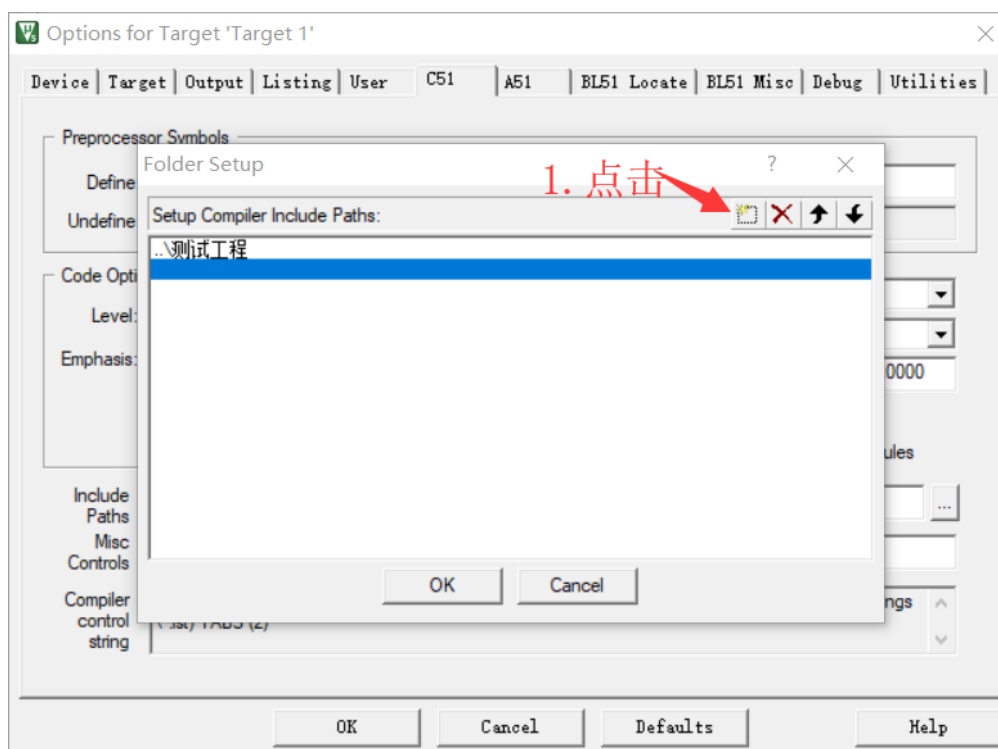 Options for Target 'Target 1'
Device Target Output Listing User C51 A51 BL51 Locate BL51 Misc Debug Utilities
Preprocessor Symbols
Folder Setup ?
1. 点击
Define
Undefine
Setup Compiler Include Paths:
..\测试工程
Code Opti
Level:
Emphasis:
0000
ules
Include
Paths
...
Misc
Controls
OK Cancel
Compiler
control
string
ngs
TABS (2)
OK Cancel Defaults Help